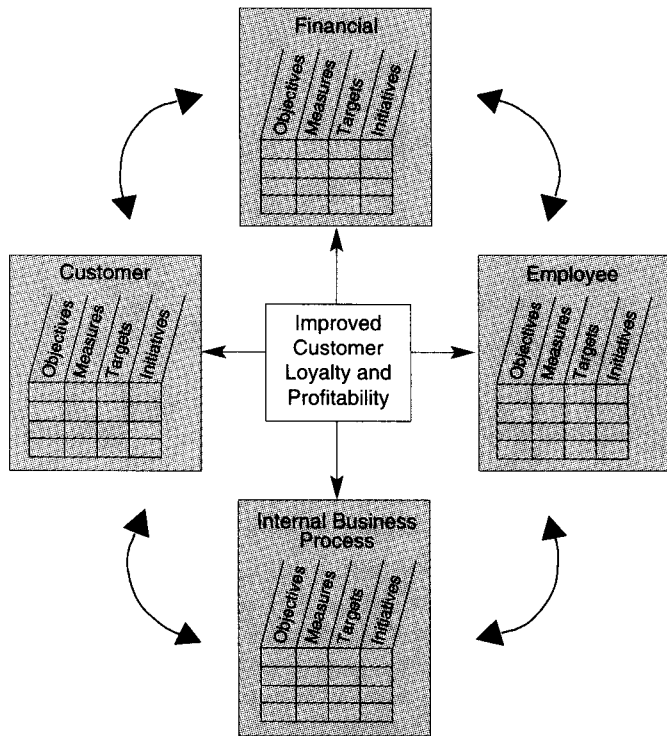 Financial
Objectives
Measures
Targets
Initiatives
Customer
Objectives
Measures
Targets
Initiatives
Improved
Customer
Loyalty and
Profitability
Employee
Objectives
Measures
Targets
Initiatives
Internal Business
Process
Objectives
Measures
Targets
Initiatives